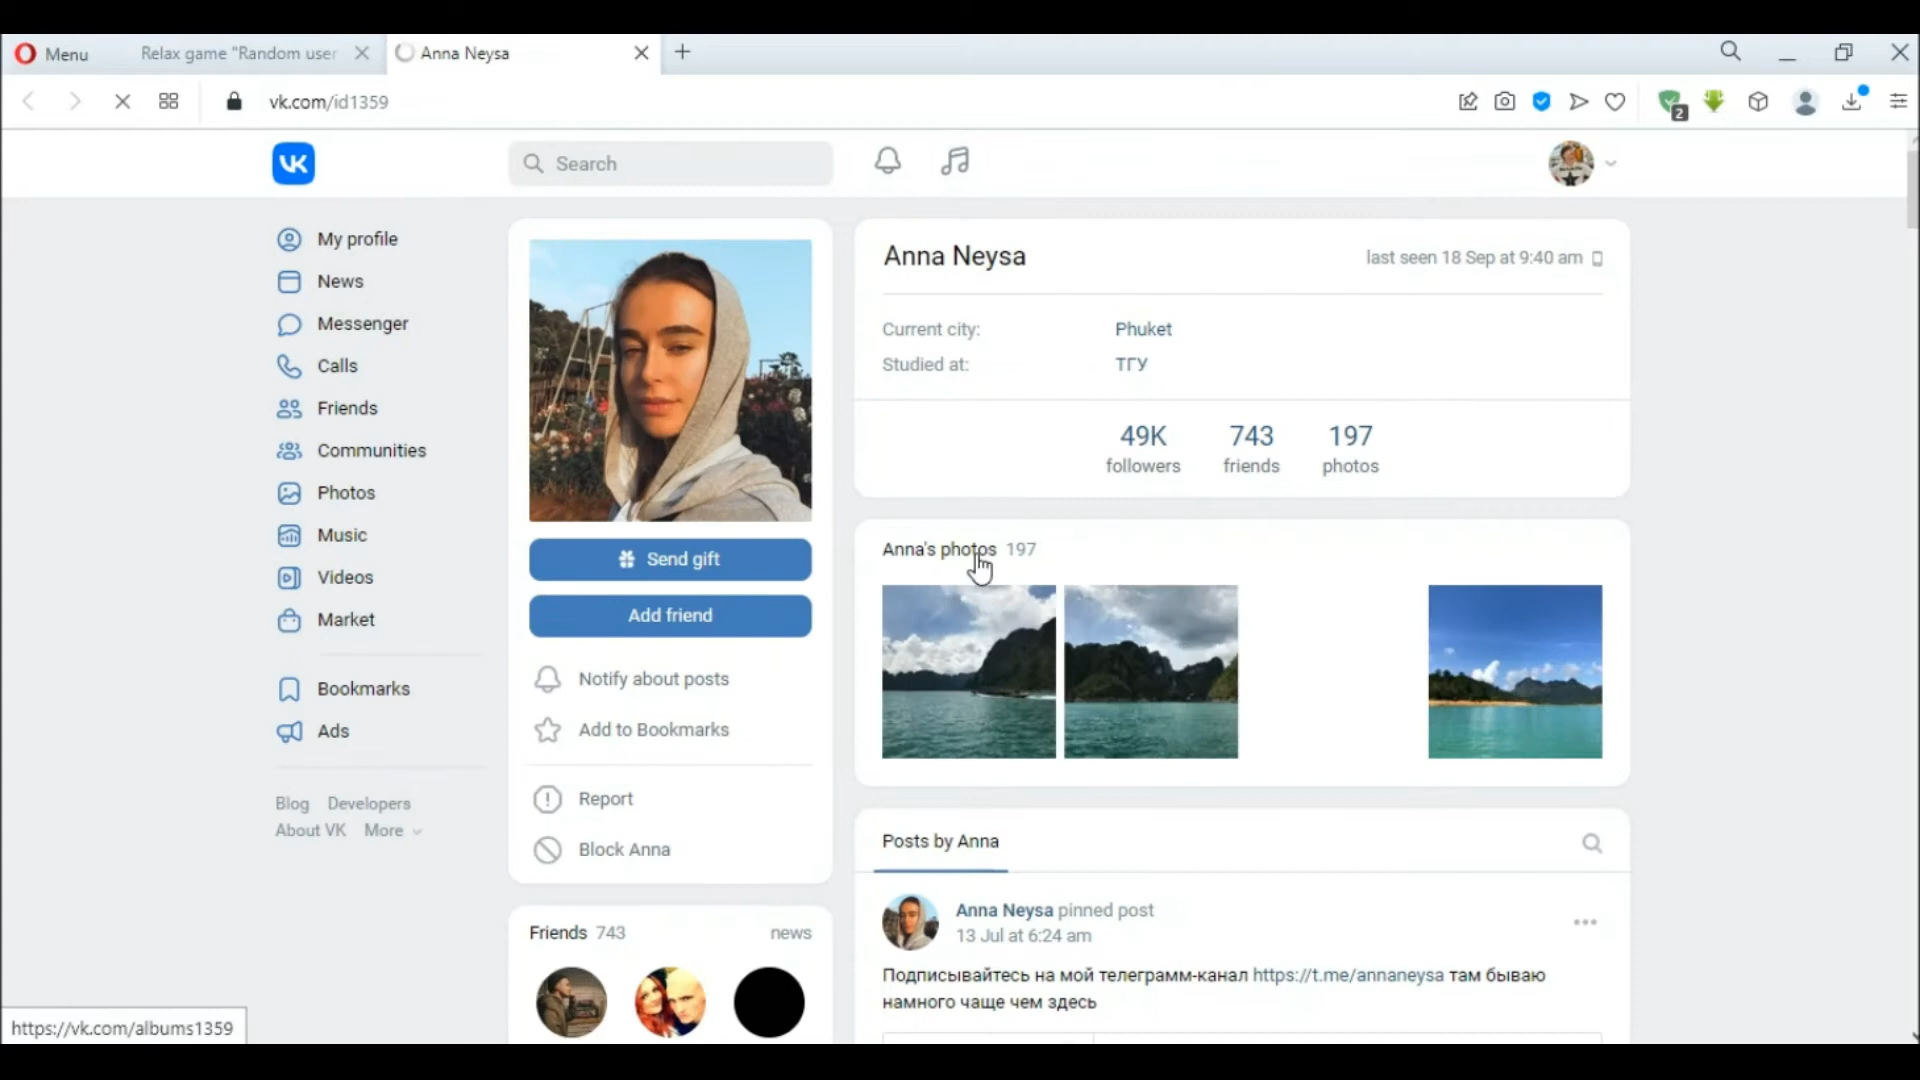 Menu
Relax game "Random user
Anna Neysa
vk.com/id1359
2
VK
Search
My profile
News
Messenger
Calls
Friends
Communities
Photos
Music
Videos
Market
Bookmarks
Ads
Blog Developers
About VK More
Send gift
Add friend
Notify about posts
Add to Bookmarks
Report
Block Anna
Friends 743
news
Anna Neysa
last seen 18 Sep at 9:40 am
Current city: Phuket
Studied at: ТГУ
49K
followers
743
friends
197
photos
Anna's photos 197
Posts by Anna
Anna Neysa pinned post
13 Jul at 6:24 am
Подписывайтесь на мой телеграмм-канал https://t.me/annaneysa там бываю
намного чаще чем здесь
https://vk.com/albums1359